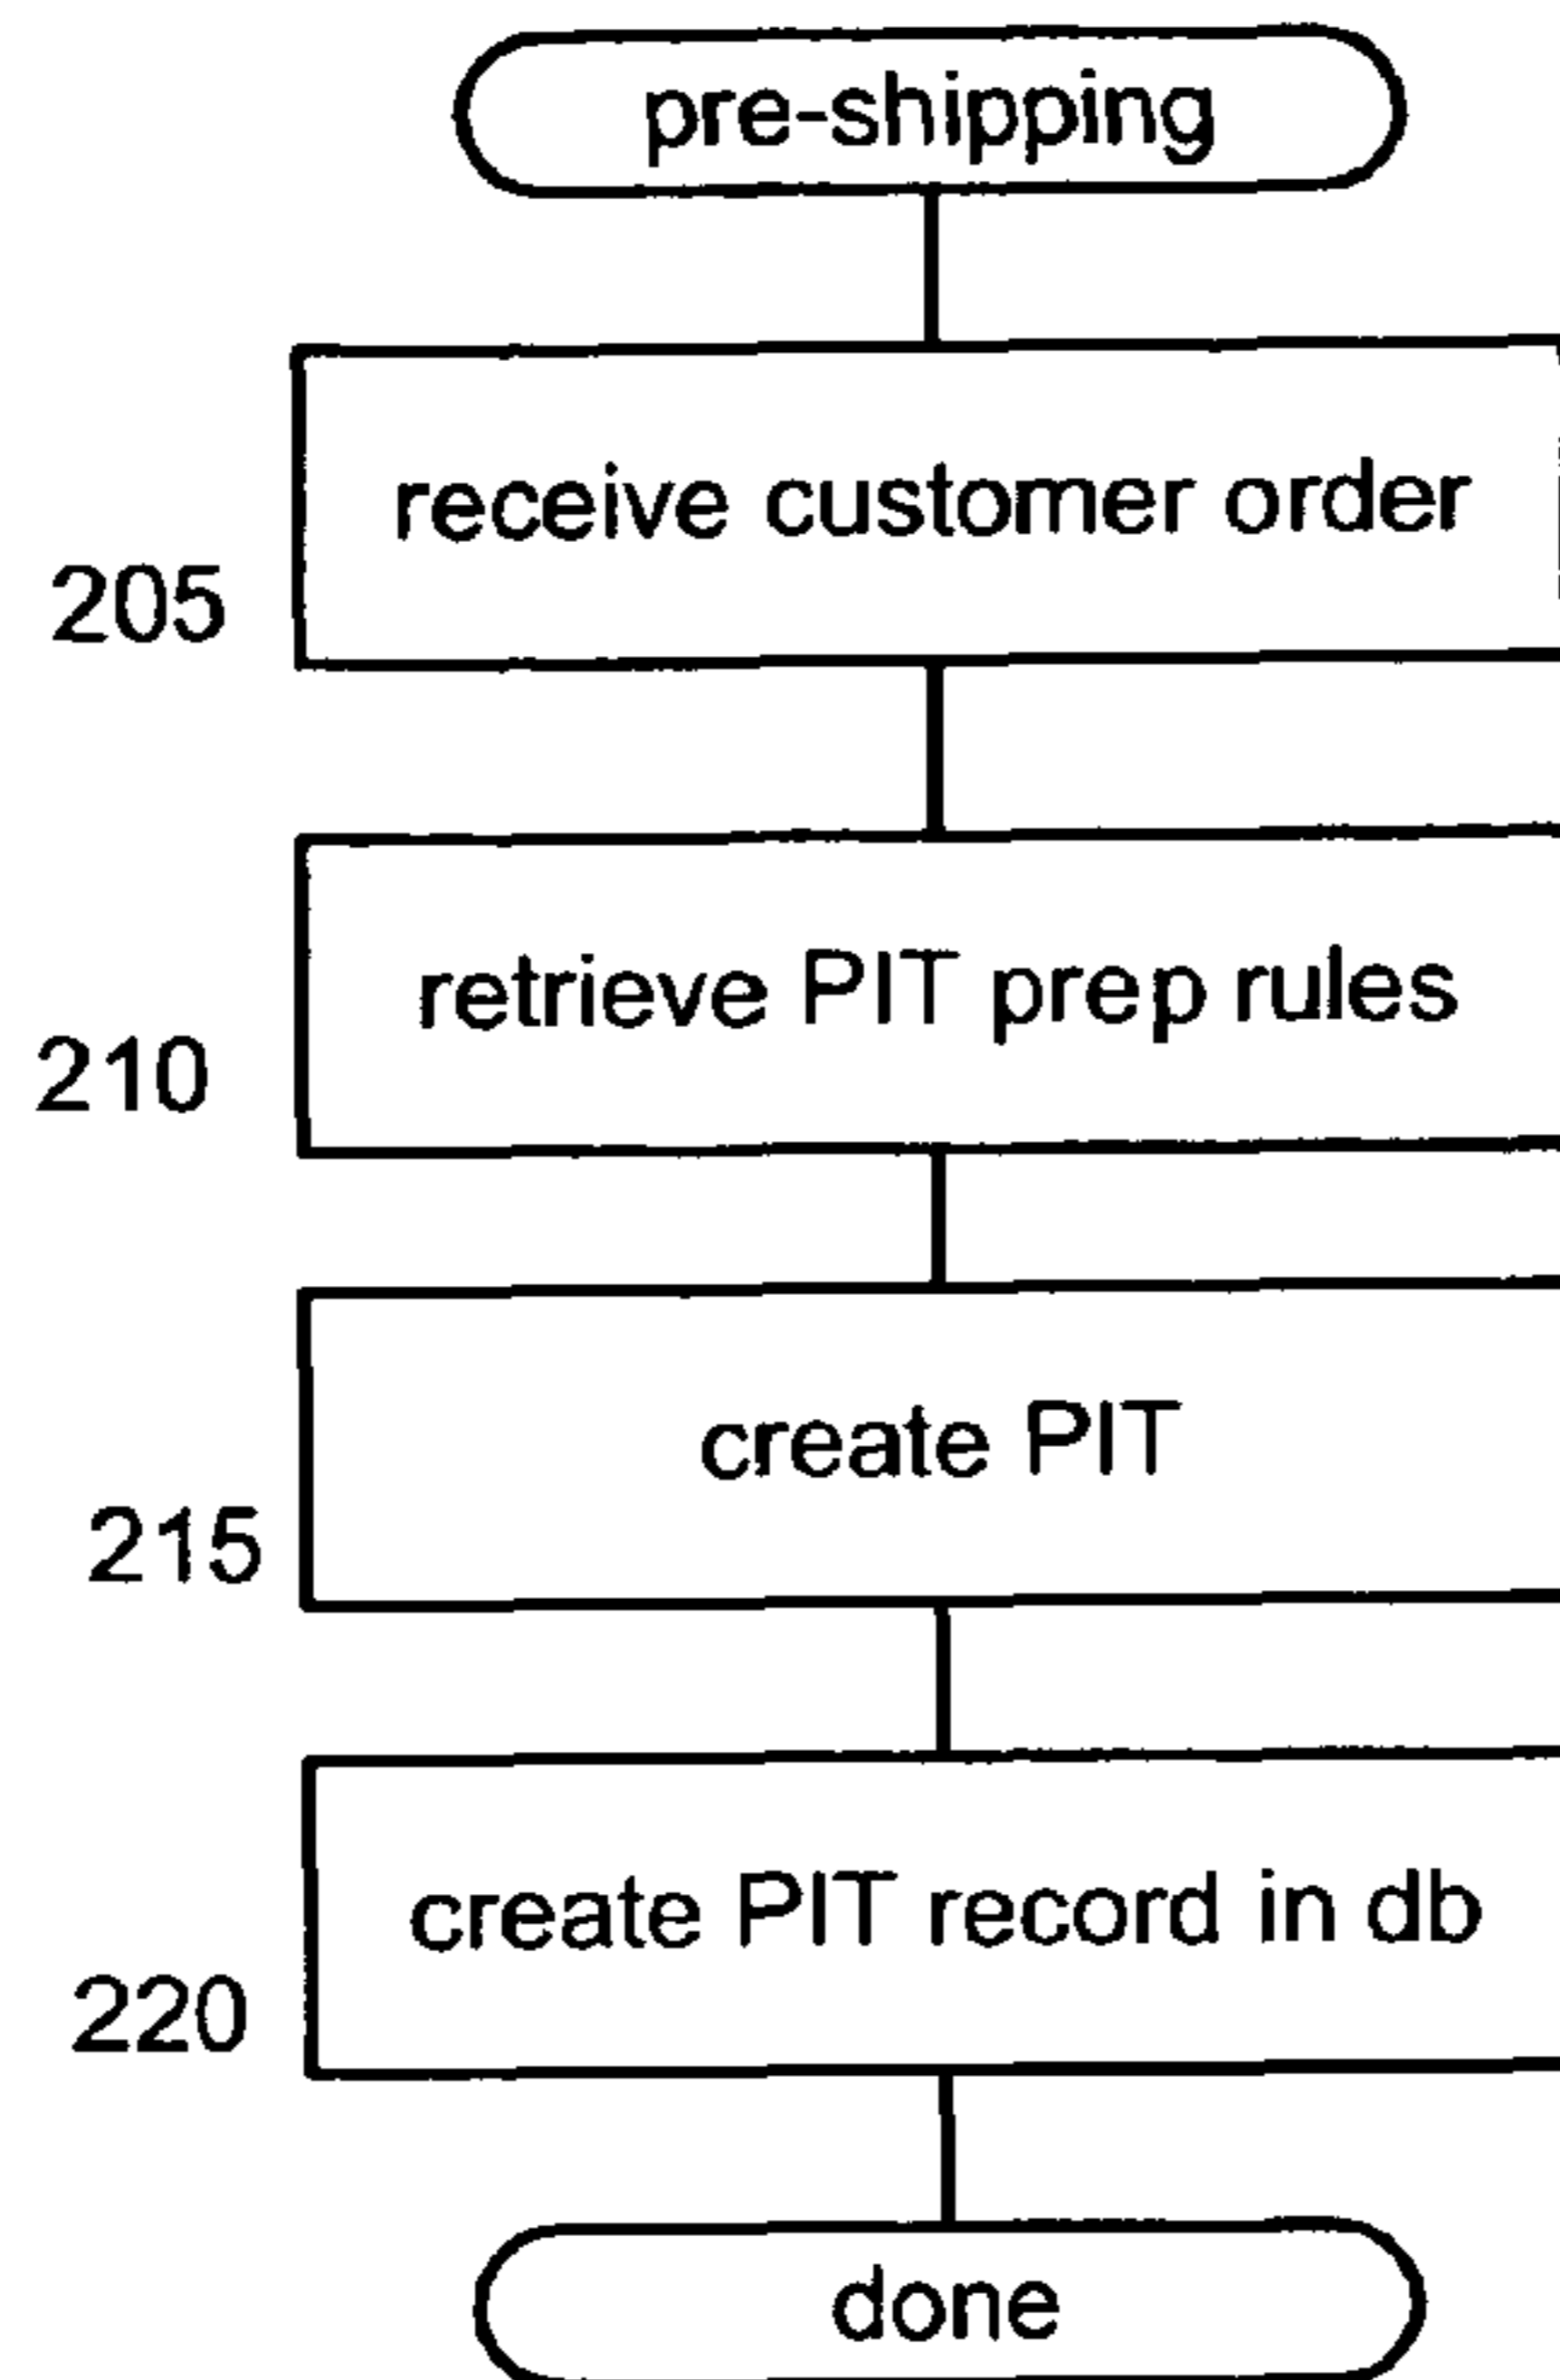 pre-shipping
receive customer order
205
retrieve PIT prep rules
210
create PIT
215
create PIT record in db
220
done